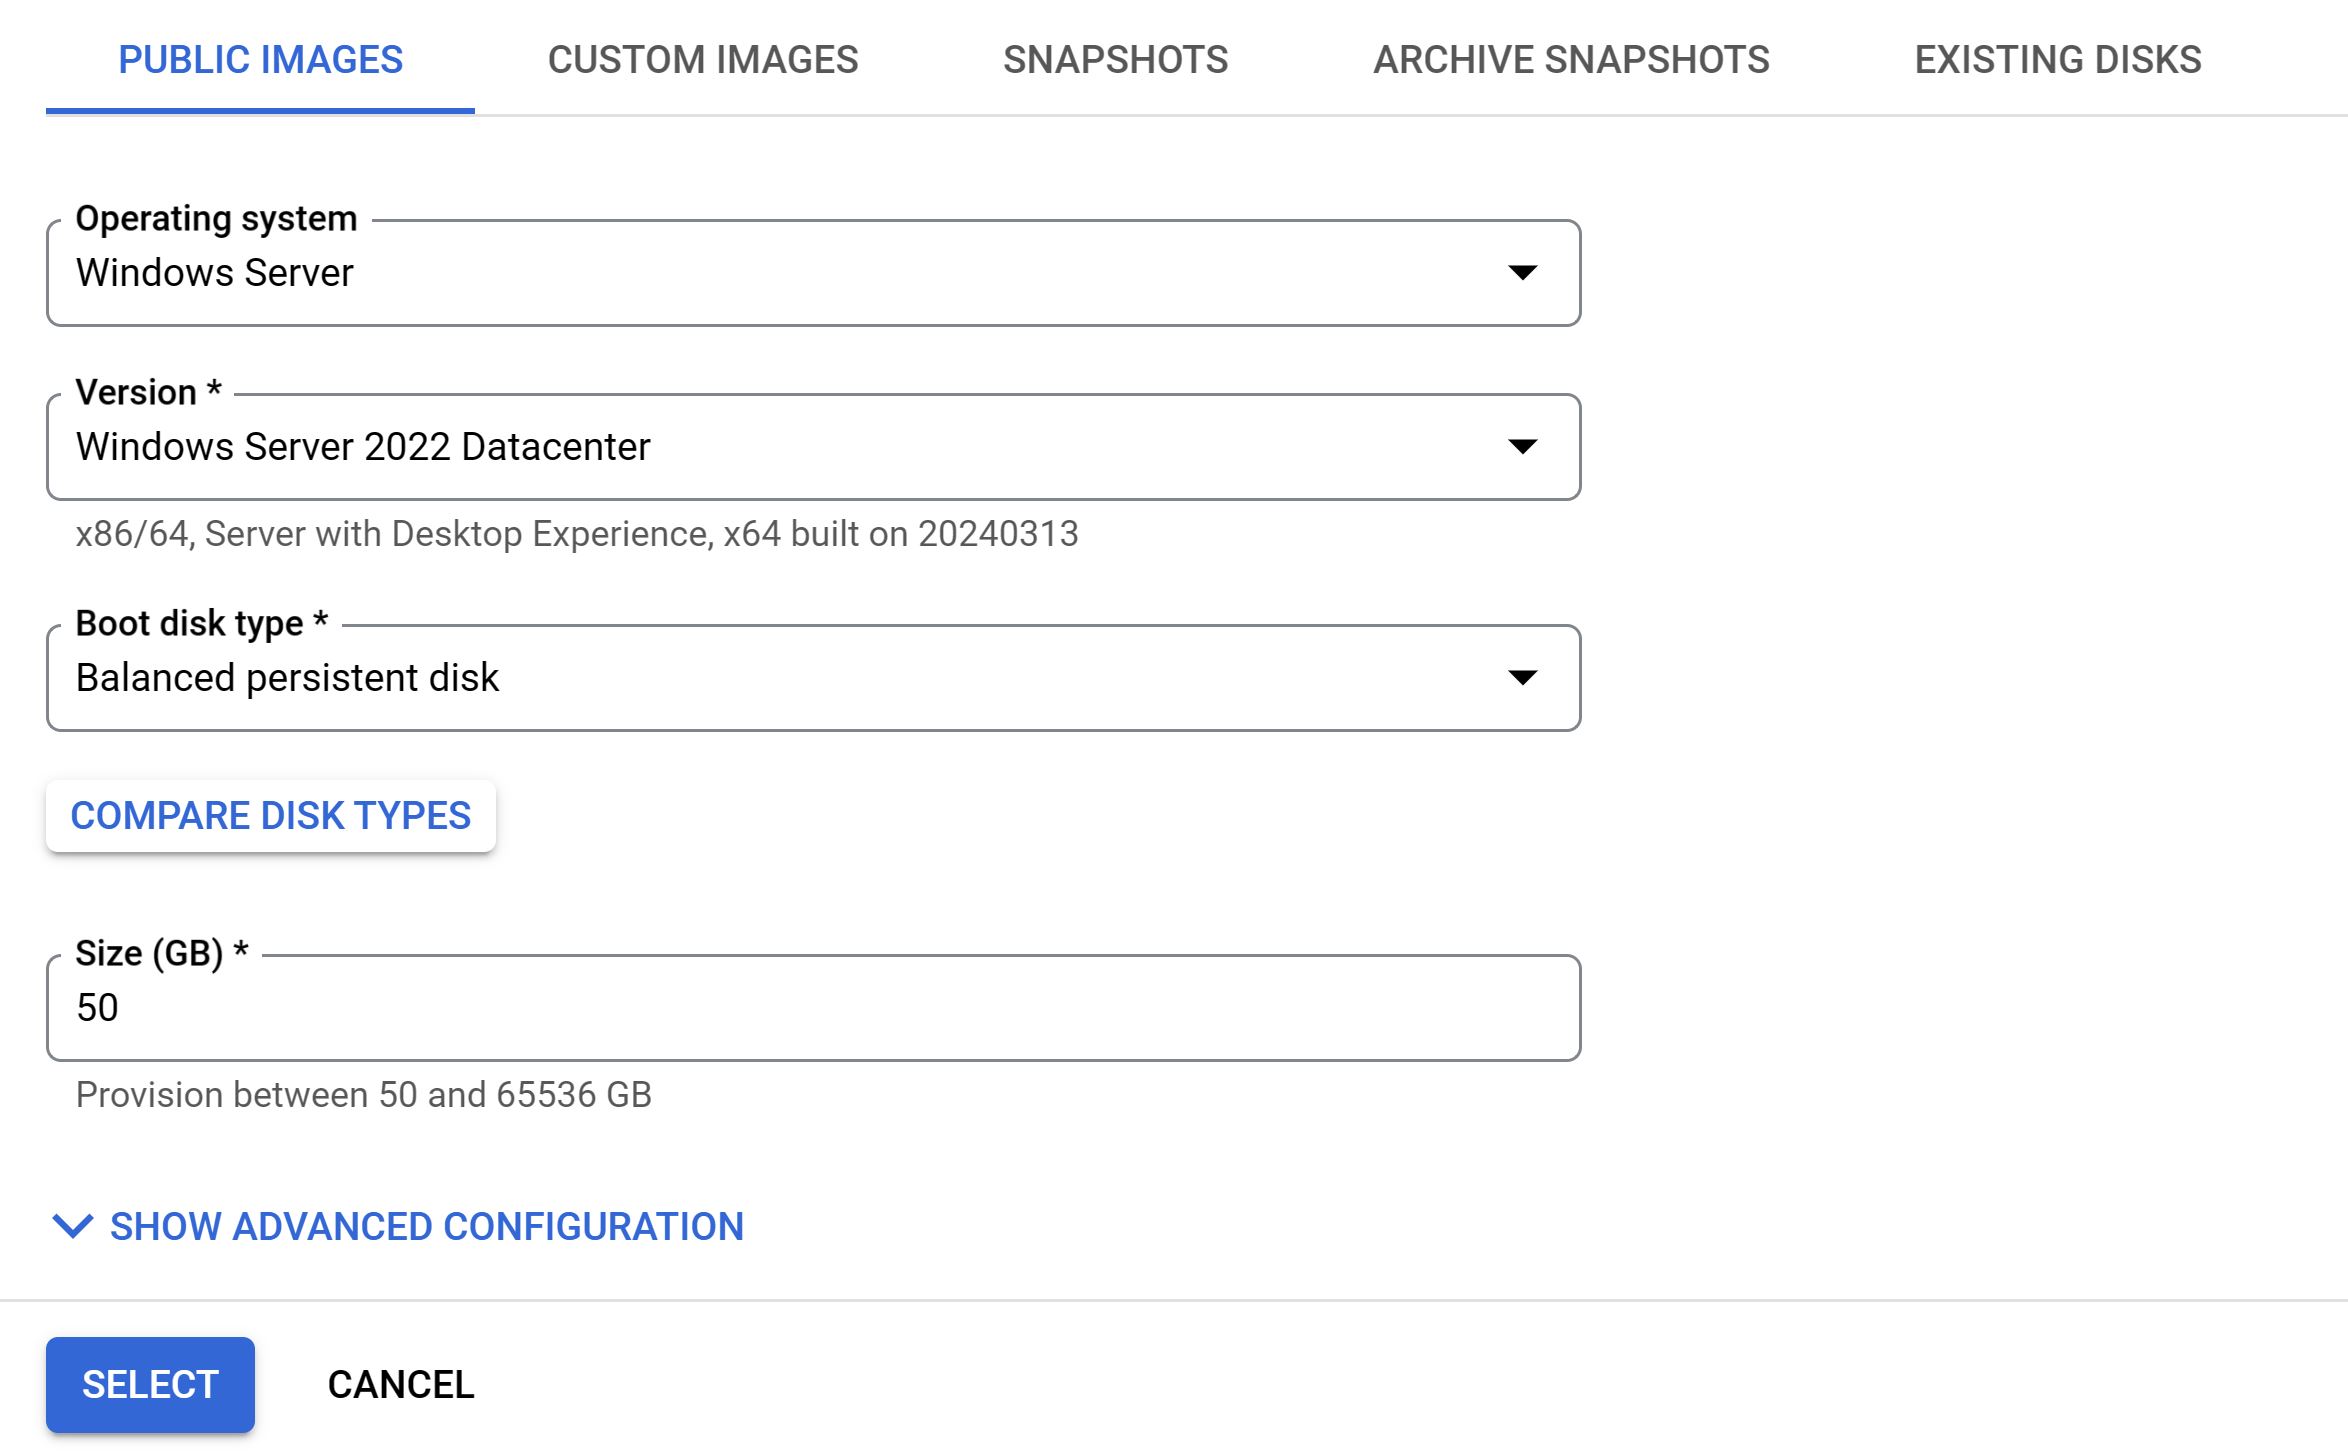 PUBLIC IMAGES CUSTOM IMAGES SNAPSHOTS ARCHIVE SNAPSHOTS EXISTING DISKS
Operating system
Windows Server
Version *
Windows Server 2022 Datacenter
x86/64, Server with Desktop Experience, x64 built on 20240313
Boot disk type *
Balanced persistent disk
COMPARE DISK TYPES
Size (GB) *
50
Provision between 50 and 65536 GB
SHOW ADVANCED CONFIGURATION
SELECT CANCEL